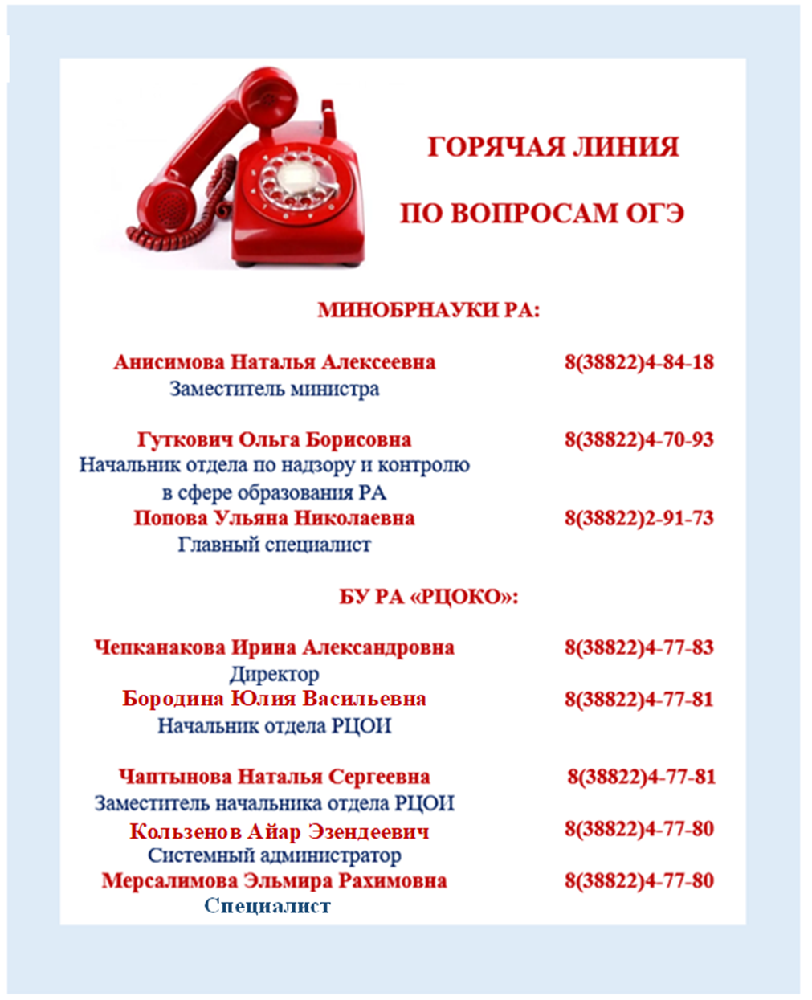 ГОРЯЧАЯ ЛИНИЯ
ПО ВОПРОСАМ ОГЭ
МИНОБРНАУКИ РА:
Анисимова Наталья Алексеевна 8(38822)4-84-18
Заместитель министра
Гуткович Ольга Борисовна 8(38822)4-70-93
Начальник отдела по надзору и контролю
в сфере образования РА
Попова Ульяна Николаевна 8(38822)2-91-73
Главный специалист
БУ РА «РЦОКО»:
Чепканакова Ирина Александровна 8(38822)4-77-83
Директор
Бородина Юлия Васильевна 8(38822)4-77-81
Начальник отдела РЦОИ
Чаптынова Наталья Сергеевна 8(38822)4-77-81
Заместитель начальника отдела РЦОИ
Кользенов Айар Эзендеевич 8(38822)4-77-80
Системный администратор
Мерсалимова Эльмира Рахимовна 8(38822)4-77-80
Специалист